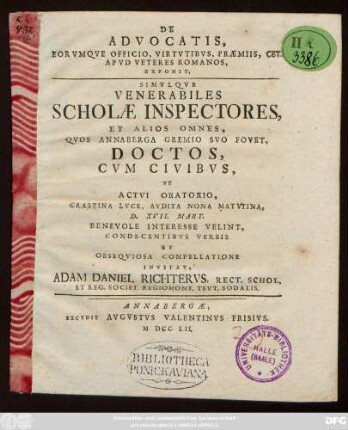 DE
ADVOCATIS,
EORVMQVE OFFICIO, VIRTVTIBVS, PRÆMIIS, CET.
APVD VETERES ROMANOS,
EXPONIT,
SIMVLQVE
VENERABILES
SCHOLÆ INSPECTORES,
ET ALIOS OMNES,
QVOS ANNABERGA GREMIO SVO FOVET,
DOCTOS,
CVM CIVIBVS,
VT
ACTVI ORATORIO,
CRASTINA LVCE, AVDITA NONA MATVTINA,
D. XVII. MART.
BENEVOLE INTERESSE VELINT,
CONDECENTIBVS VERBIS
ET
OBSEQVIOSA COMPELLATIONE
INVITAT,
ADAM DANIEL RICHTERVS, RECT. SCHOL.
ET REG. SOCIET. REGIOMONT. TEVT. SODALIS.
ANNABERGÆ,
EXCVDIT AVGVSTVS VALENTINVS FRISIVS.
M DCC LII.
BIBLIOTHECA
PONICKAVIANA
UNIVERSITÄTS-BIBLIOTHEK
HALLE
(SAALE)
II k
3386
DFG